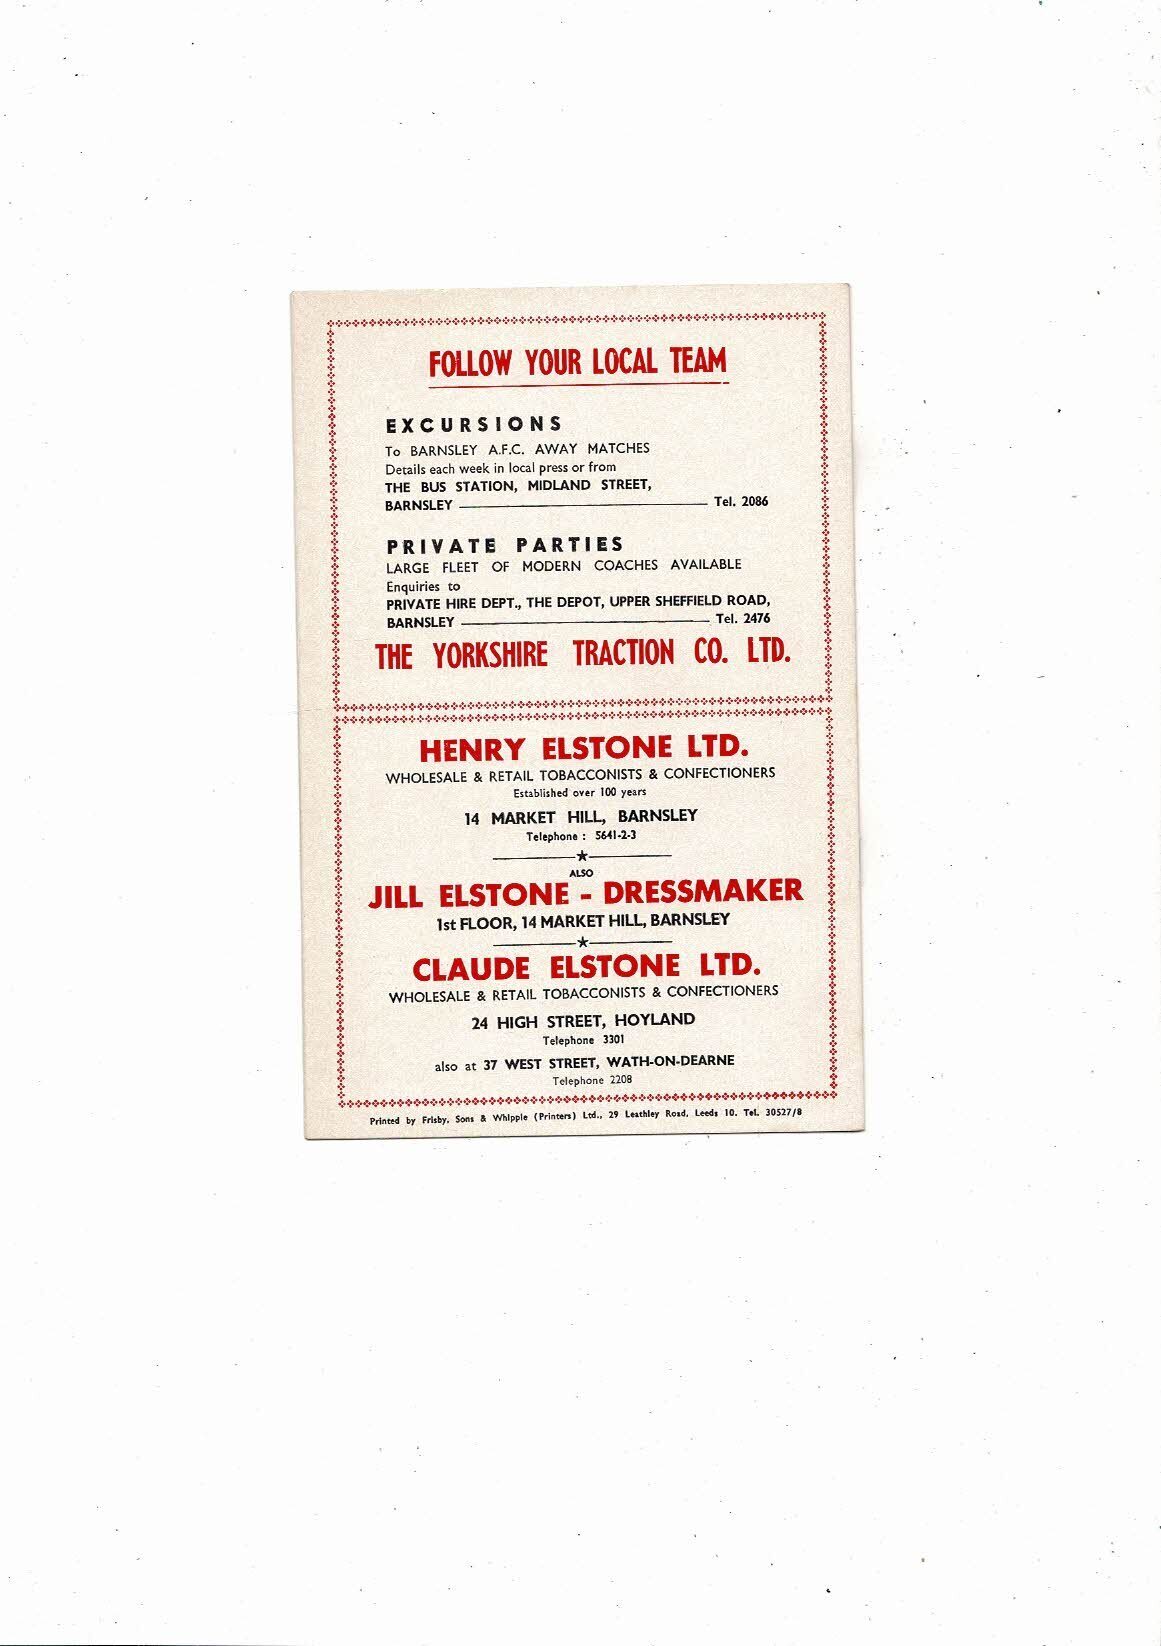 FOLLOW YOUR LOCAL TEAM
EXCURSIONS
To BARNSLEY A.F.C. AWAY MATCHES
Details each week in local press or from
THE BUS STATION, MIDLAND STREET,
BARNSLEY Tel. 2086
PRIVATE PARTIES
LARGE FLEET OF MODERN COACHES AVAILABLE
Enquiries to
PRIVATE HIRE DEPT., THE DEPOT, UPPER SHEFFIELD ROAD,
BARNSLEY Tel. 2476
THE YORKSHIRE TRACTION CO. LTD.
HENRY ELSTONE LTD.
WHOLESALE & RETAIL TOBACCONISTS & CONFECTIONERS
Established over 100 years
14 MARKET HILL, BARNSLEY
Telephone : 5641-2-3
ALSO
JILL ELSTONE - DRESSMAKER
1st FLOOR, 14 MARKET HILL, BARNSLEY
CLAUDE ELSTONE LTD.
WHOLESALE & RETAIL TOBACCONISTS & CONFECTIONERS
24 HIGH STREET, HOYLAND
Telephone 3301
also at 37 WEST STREET, WATH-ON-DEARNE
Telephone 2208
Printed by Frisby, Sons & Whipple (Printers) Ltd., 29 Leathley Road, Leeds 10. Tel. 30527/8